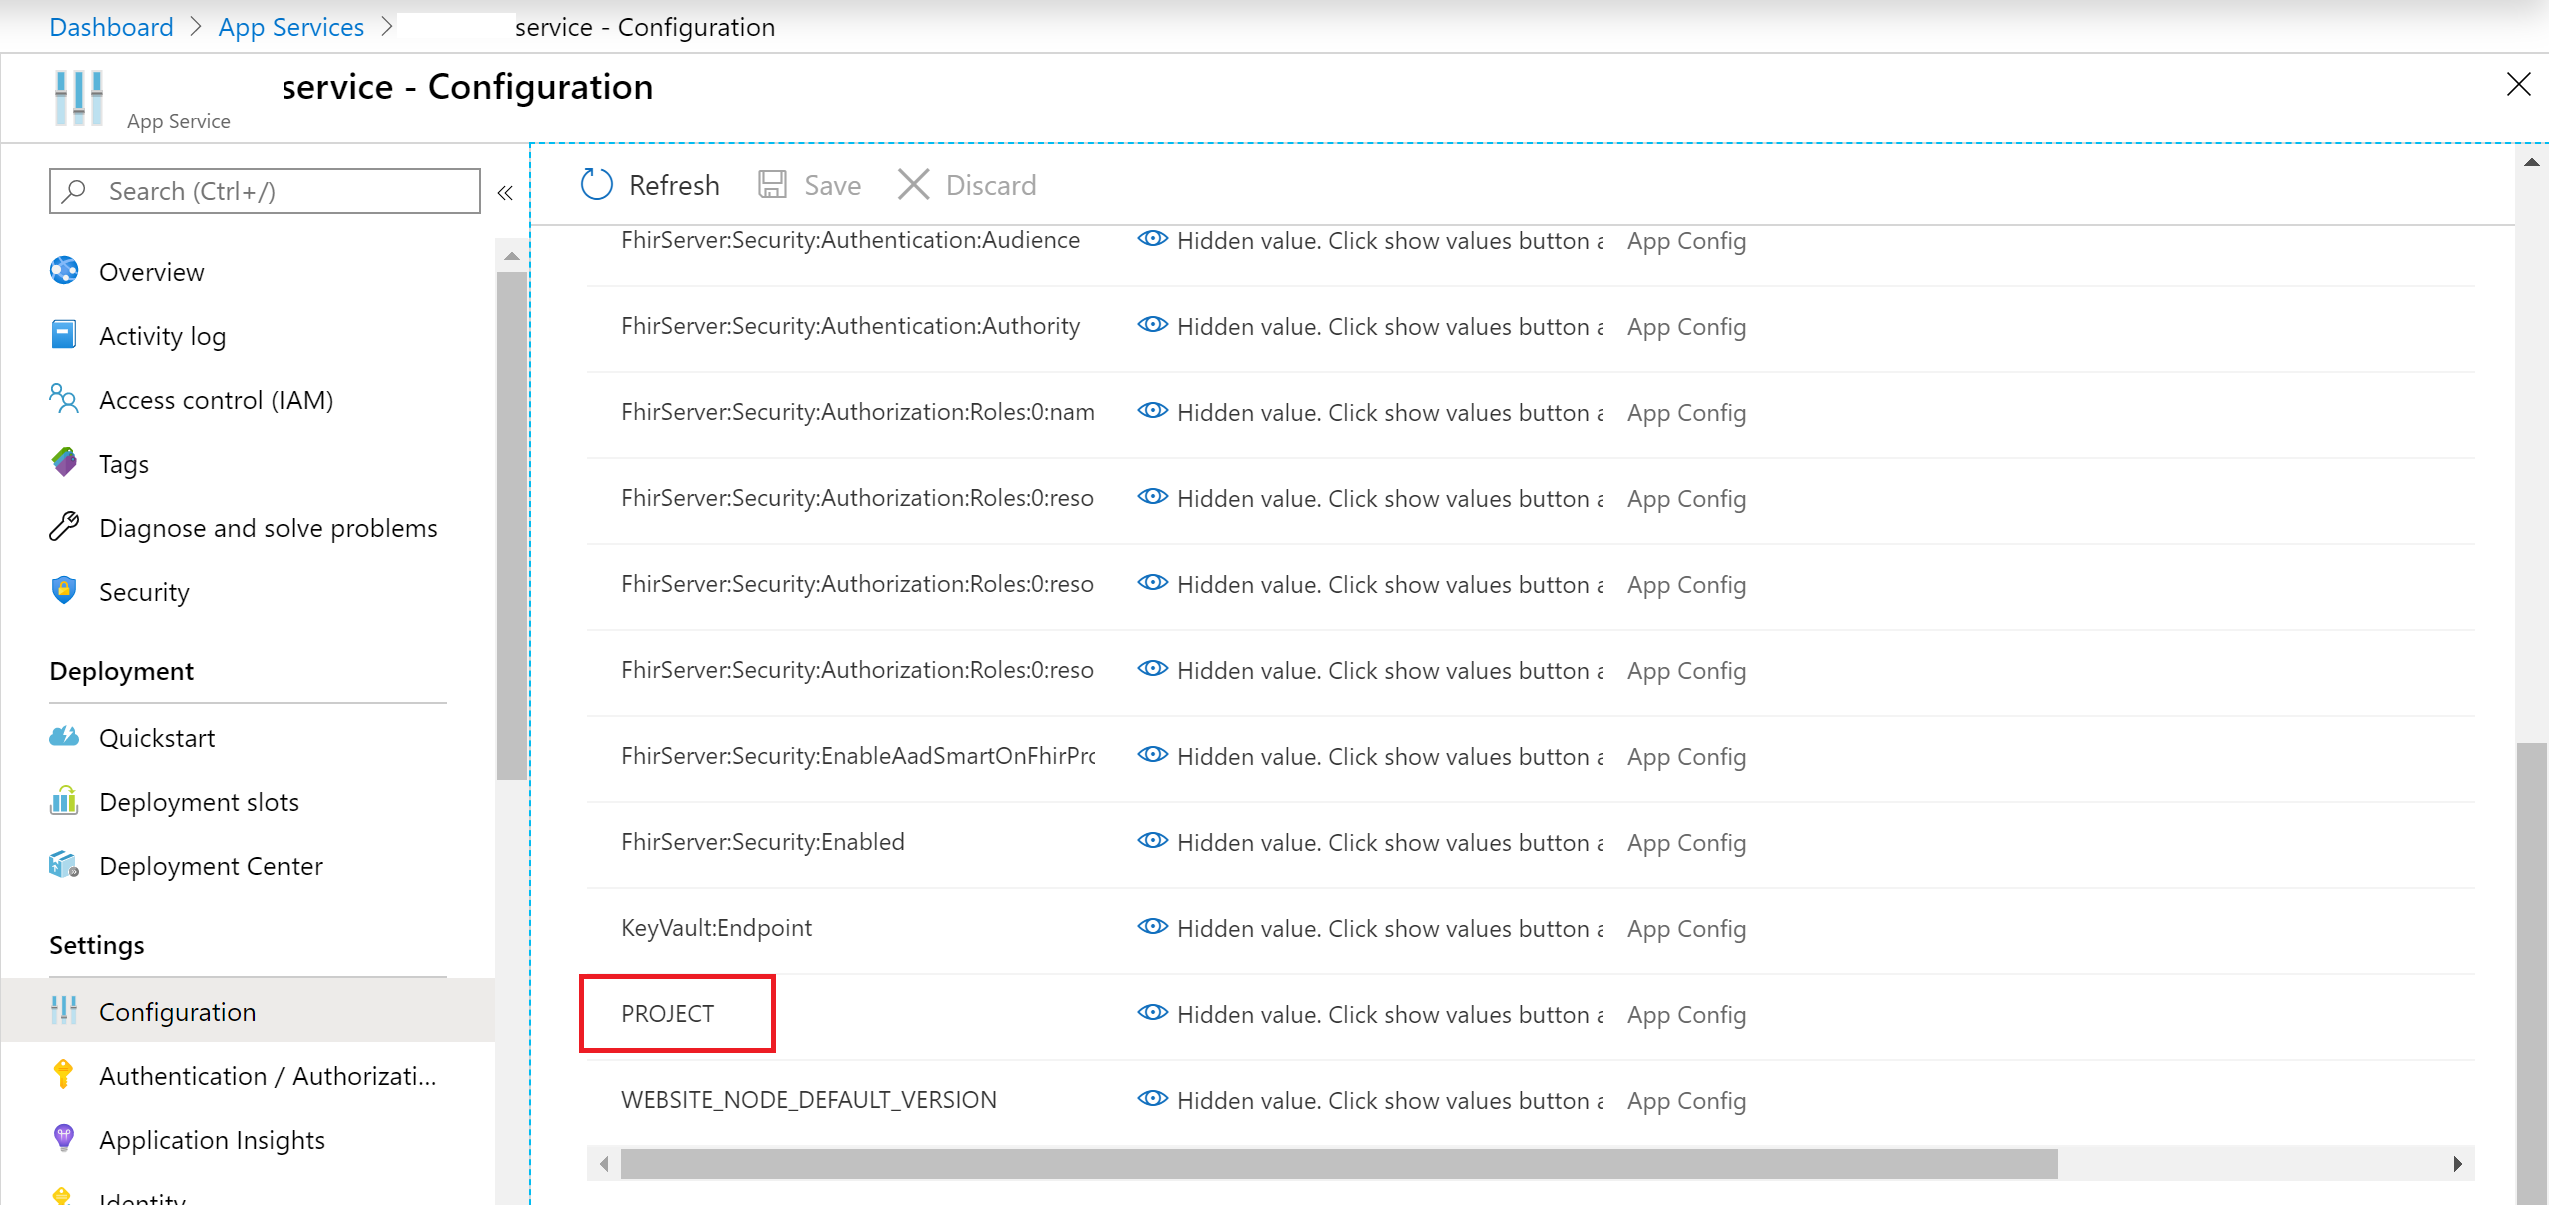 Dashboard > App Services > service - Configuration
service - Configuration
App Service
Search (Ctrl+/)
«
Overview
Activity log
Access control (IAM)
Tags
Diagnose and solve problems
Security
Deployment
Quickstart
Deployment slots
Deployment Center
Settings
Configuration
Authentication / Authorizati...
Application Insights
Identity
Refresh Save Discard
FhirServer:Security:Authentication:Audience Hidden value. Click show values button a App Config
FhirServer:Security:Authentication:Authority Hidden value. Click show values button a App Config
FhirServer:Security:Authorization:Roles:0:nam Hidden value. Click show values button a App Config
FhirServer:Security:Authorization:Roles:0:reso Hidden value. Click show values button a App Config
FhirServer:Security:Authorization:Roles:0:reso Hidden value. Click show values button a App Config
FhirServer:Security:Authorization:Roles:0:reso Hidden value. Click show values button a App Config
FhirServer:Security:EnableAadSmartOnFhirPro Hidden value. Click show values button a App Config
FhirServer:Security:Enabled Hidden value. Click show values button a App Config
KeyVault:Endpoint Hidden value. Click show values button a App Config
PROJECT Hidden value. Click show values button a App Config
WEBSITE_NODE_DEFAULT_VERSION Hidden value. Click show values button a App Config